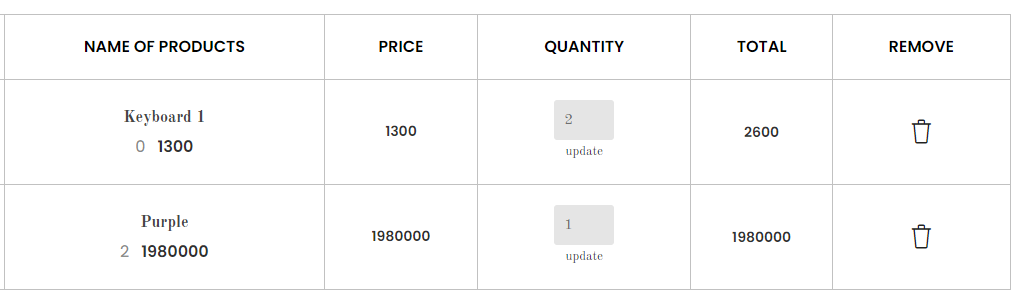 NAME OF PRODUCTS PRICE QUANTITY TOTAL REMOVE
Keyboard 1
0 1300
1300
2
update
2600
Purple
2 1980000
1980000
1
update
1980000